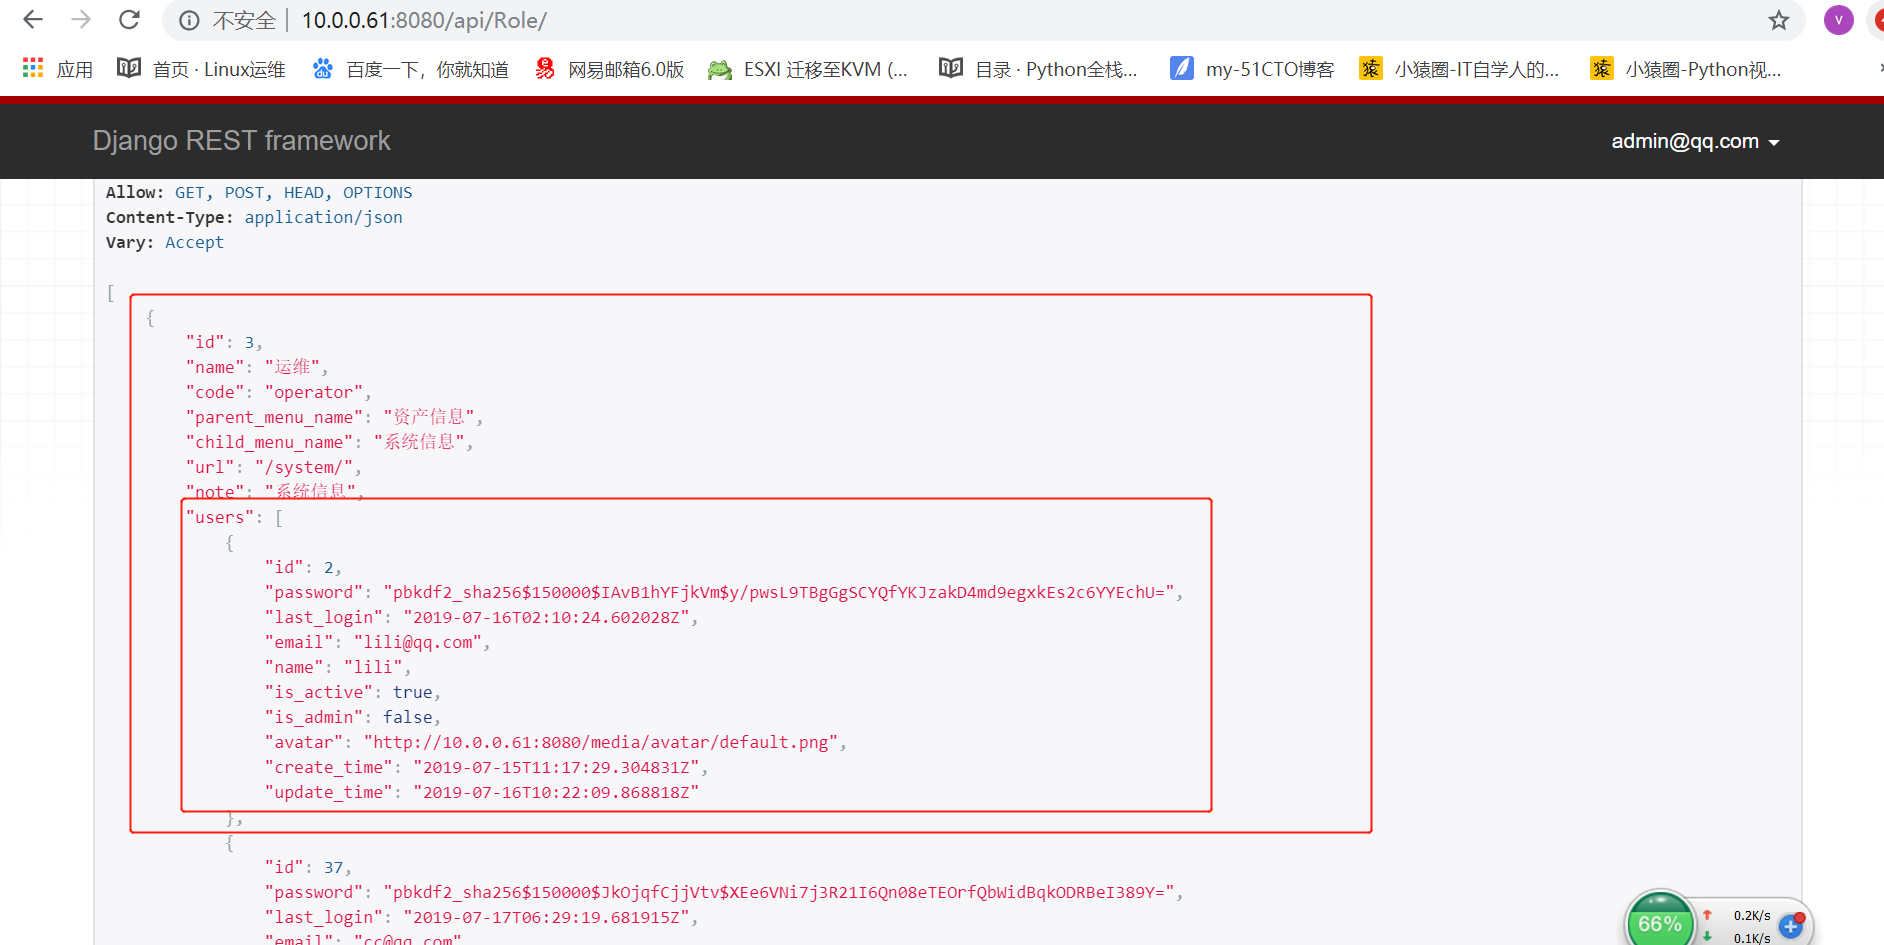 不安全 | 10.0.0.61:8080/api/Role/
应用 首页 · Linux运维 百度一下，你就知道 网易邮箱6.0版 ESXI 迁移至KVM (... 目录 · Python全栈... my-51CTO博客 小猿圈-IT自学人的... 小猿圈-Python视...
Django REST framework admin@qq.com
Allow: GET, POST, HEAD, OPTIONS
Content-Type: application/json
Vary: Accept
[
{
"id": 3,
"name": "运维",
"code": "operator",
"parent_menu_name": "资产信息",
"child_menu_name": "系统信息",
"url": "/system/",
"note": "系统信息",
"users": [
{
"id": 2,
"password": "pbkdf2_sha256$150000$IAvB1hYFjkVm$y/pwsL9TBgGgSCYQfYKJzakD4md9egxkEs2c6YYEchU=",
"last_login": "2019-07-16T02:10:24.602028Z",
"email": "lili@qq.com",
"name": "lili",
"is_active": true,
"is_admin": false,
"avatar": "http://10.0.0.61:8080/media/avatar/default.png",
"create_time": "2019-07-15T11:17:29.304831Z",
"update_time": "2019-07-16T10:22:09.868818Z"
},
{
"id": 37,
"password": "pbkdf2_sha256$150000$JkOjqfCjjVtv$XEe6VNi7j3R21I6Qn08eTEOrfQbWidBqkODRBeI389Y=",
"last_login": "2019-07-17T06:29:19.681915Z",
"email": "cc@qq.com"
V
66%
0.2K/s
0.1K/s